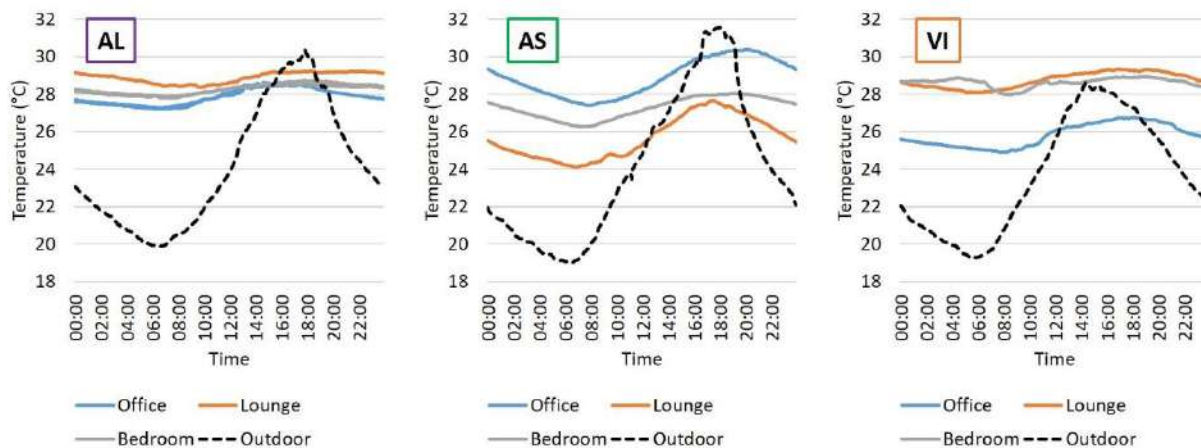 AL
32
30
28
26
24
22
20
18
Temperature (°C)
00:00
02:00
04:00
06:00
08:00
10:00
12:00
14:00
16:00
18:00
20:00
22:00
Time
Office
Lounge
Bedroom
Outdoor
AS
32
30
28
26
24
22
20
18
Temperature (°C)
00:00
02:00
04:00
06:00
08:00
10:00
12:00
14:00
16:00
18:00
20:00
22:00
Time
Office
Lounge
Bedroom
Outdoor
VI
32
30
28
26
24
22
20
18
Temperature (°C)
00:00
02:00
04:00
06:00
08:00
10:00
12:00
14:00
16:00
18:00
20:00
22:00
Time
Office
Lounge
Bedroom
Outdoor